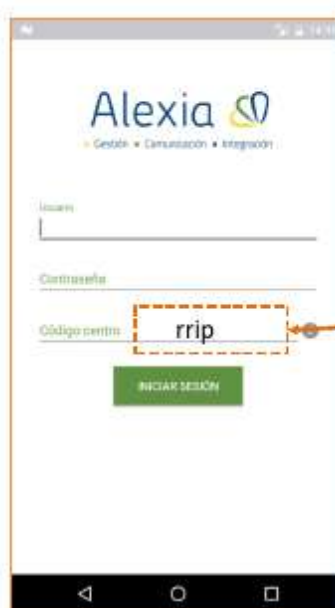 Alexia
• Gestión • Comunicación • Integración
Usuario
Contraseña
Código centro rrip
INICIAR SESIÓN